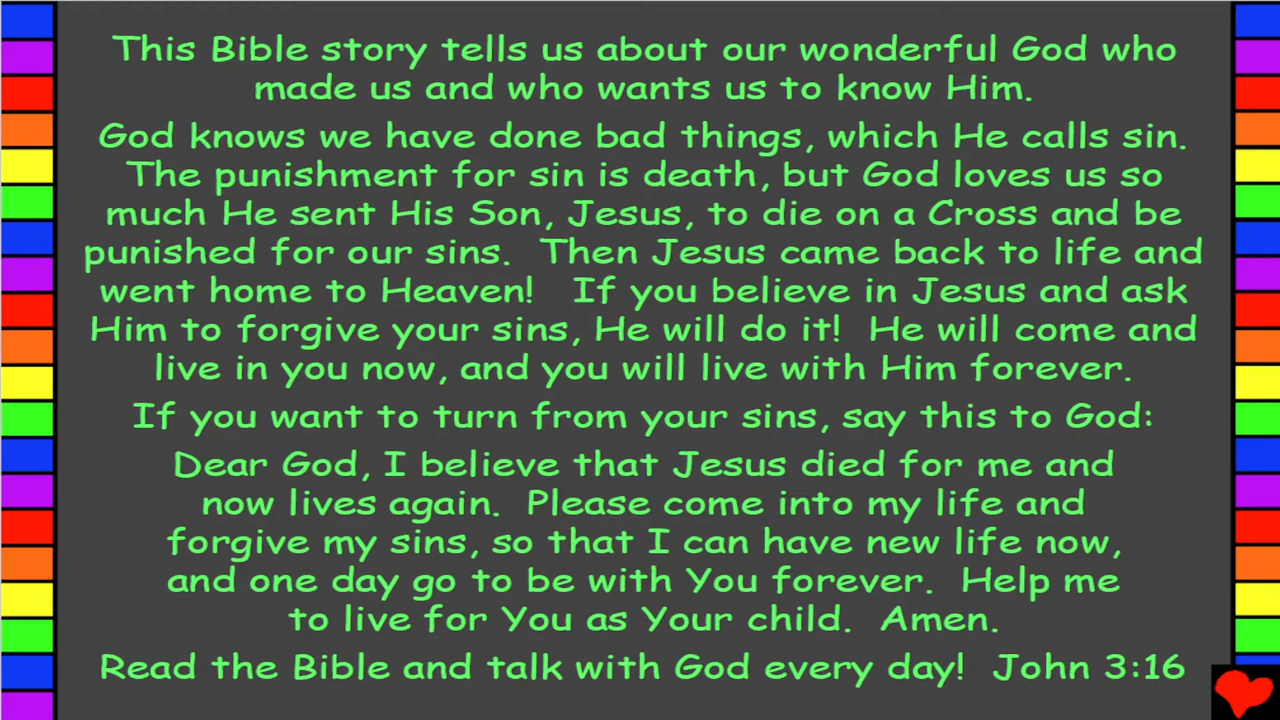 This Bible story tells us about our wonderful God who
made us and who wants us to know Him.
God knows we have done bad things, which He calls sin.
The punishment for sin is death, but God loves us so
much He sent His Son, Jesus, to die on a Cross and be
punished for our sins.  Then Jesus came back to life and
went home to Heaven!   If you believe in Jesus and ask
Him to forgive your sins, He will do it!  He will come and
live in you now, and you will live with Him forever.
If you want to turn from your sins, say this to God:
Dear God, I believe that Jesus died for me and
now lives again.  Please come into my life and
forgive my sins, so that I can have new life now,
and one day go to be with You forever.  Help me
to live for You as Your child.  Amen.
Read the Bible and talk with God every day!  John 3:16